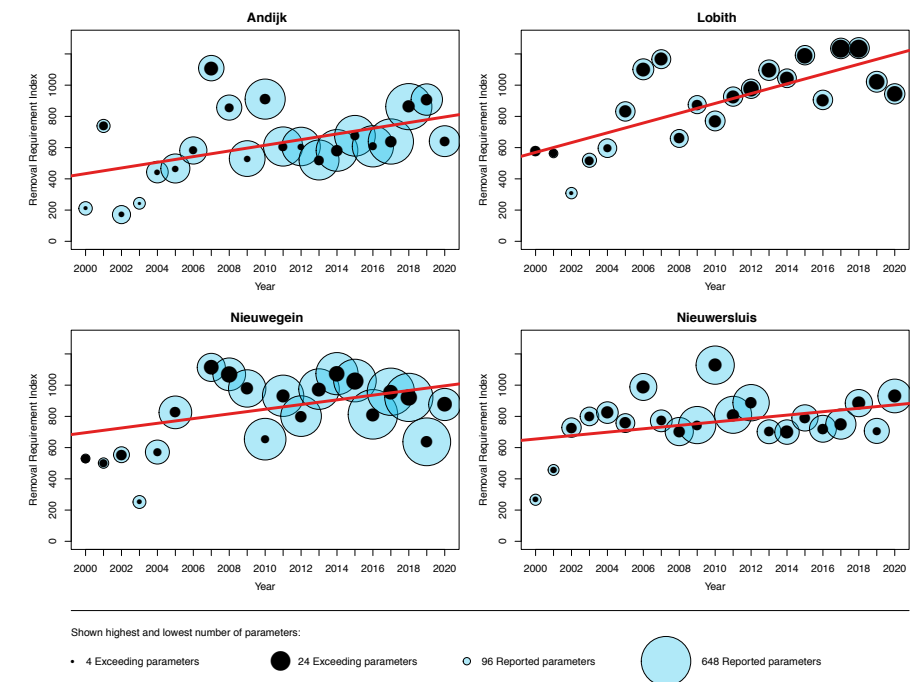 Andijk
Removal Requirement Index
0 200 400 600 800 1000
2000 2002 2004 2006 2008 2010 2012 2014 2016 2018 2020
Year
Lobith
Removal Requirement Index
0 200 400 600 800 1000
2000 2002 2004 2006 2008 2010 2012 2014 2016 2018 2020
Year
Nieuwegein
Removal Requirement Index
0 200 400 600 800 1000
2000 2002 2004 2006 2008 2010 2012 2014 2016 2018 2020
Year
Nieuwersluis
Removal Requirement Index
0 200 400 600 800 1000
2000 2002 2004 2006 2008 2010 2012 2014 2016 2018 2020
Year
Shown highest and lowest number of parameters:
4 Exceeding parameters 24 Exceeding parameters 96 Reported parameters 648 Reported parameters